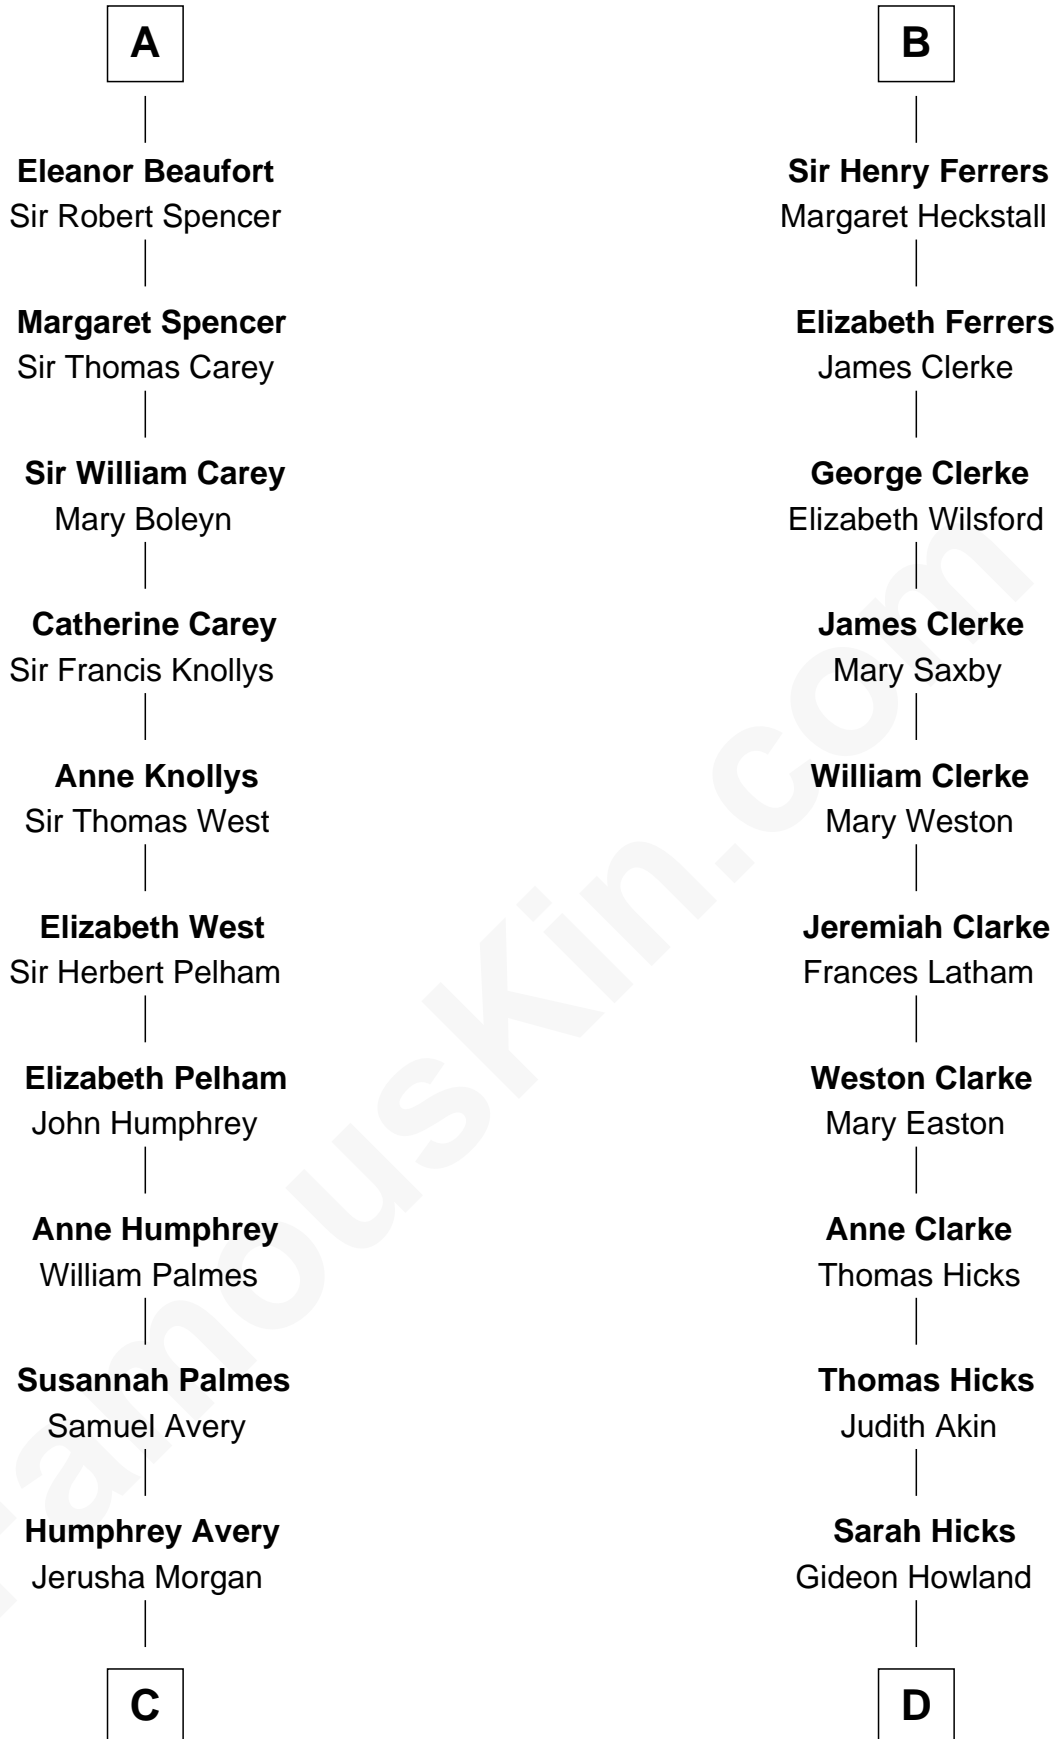 A
Eleanor Beaufort
Sir Robert Spencer
Margaret Spencer
Sir Thomas Carey
Sir William Carey
Mary Boleyn
Catherine Carey
Sir Francis Knollys
Anne Knollys
Sir Thomas West
Elizabeth West
Sir Herbert Pelham
Elizabeth Pelham
John Humphrey
Anne Humphrey
William Palmes
Susannah Palmes
Samuel Avery
Humphrey Avery
Jerusha Morgan
C
B
Sir Henry Ferrers
Margaret Heckstall
Elizabeth Ferrers
James Clerke
George Clerke
Elizabeth Wilsford
James Clerke
Mary Saxby
William Clerke
Mary Weston
Jeremiah Clarke
Frances Latham
Weston Clarke
Mary Easton
Anne Clarke
Thomas Hicks
Thomas Hicks
Judith Akin
Sarah Hicks
Gideon Howland
D
FamousKin.com